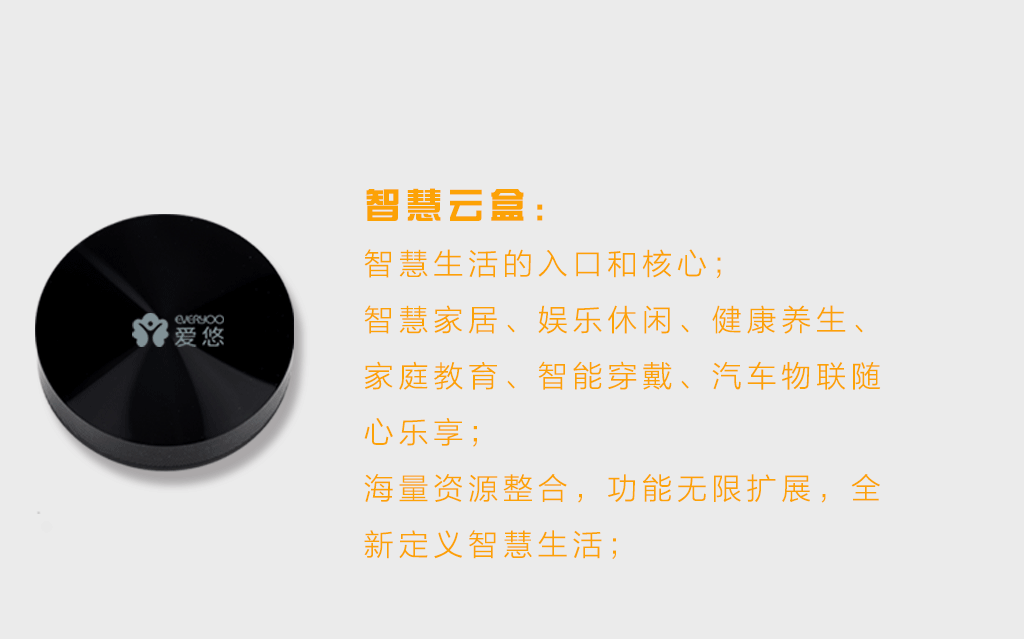 EVERYOO
爱悠
智慧云盒：
智慧生活的入口和核心；
智慧家居、娱乐休闲、健康养生、
家庭教育、智能穿戴、汽车物联随
心乐享；
海量资源整合，功能无限扩展，全
新定义智慧生活；